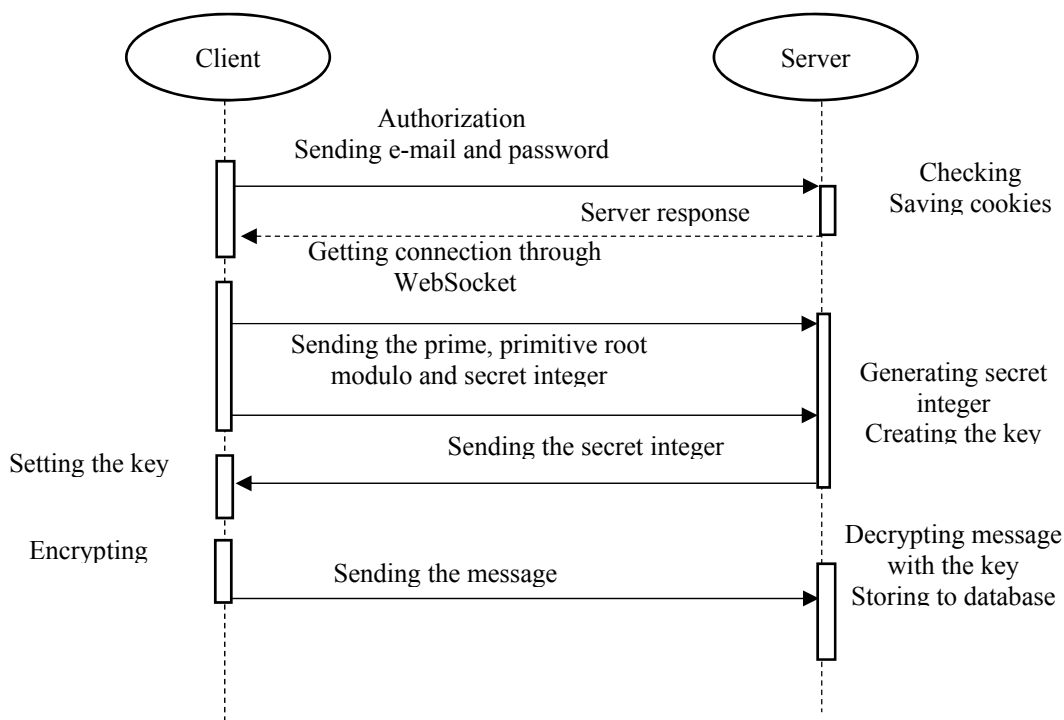 Client
Server
Authorization
Sending e-mail and password
Checking
Saving cookies
Server response
Getting connection through
WebSocket
Sending the prime, primitive root
modulo and secret integer
Generating secret
integer
Creating the key
Sending the secret integer
Setting the key
Encrypting
Sending the message
Decrypting message
with the key
Storing to database